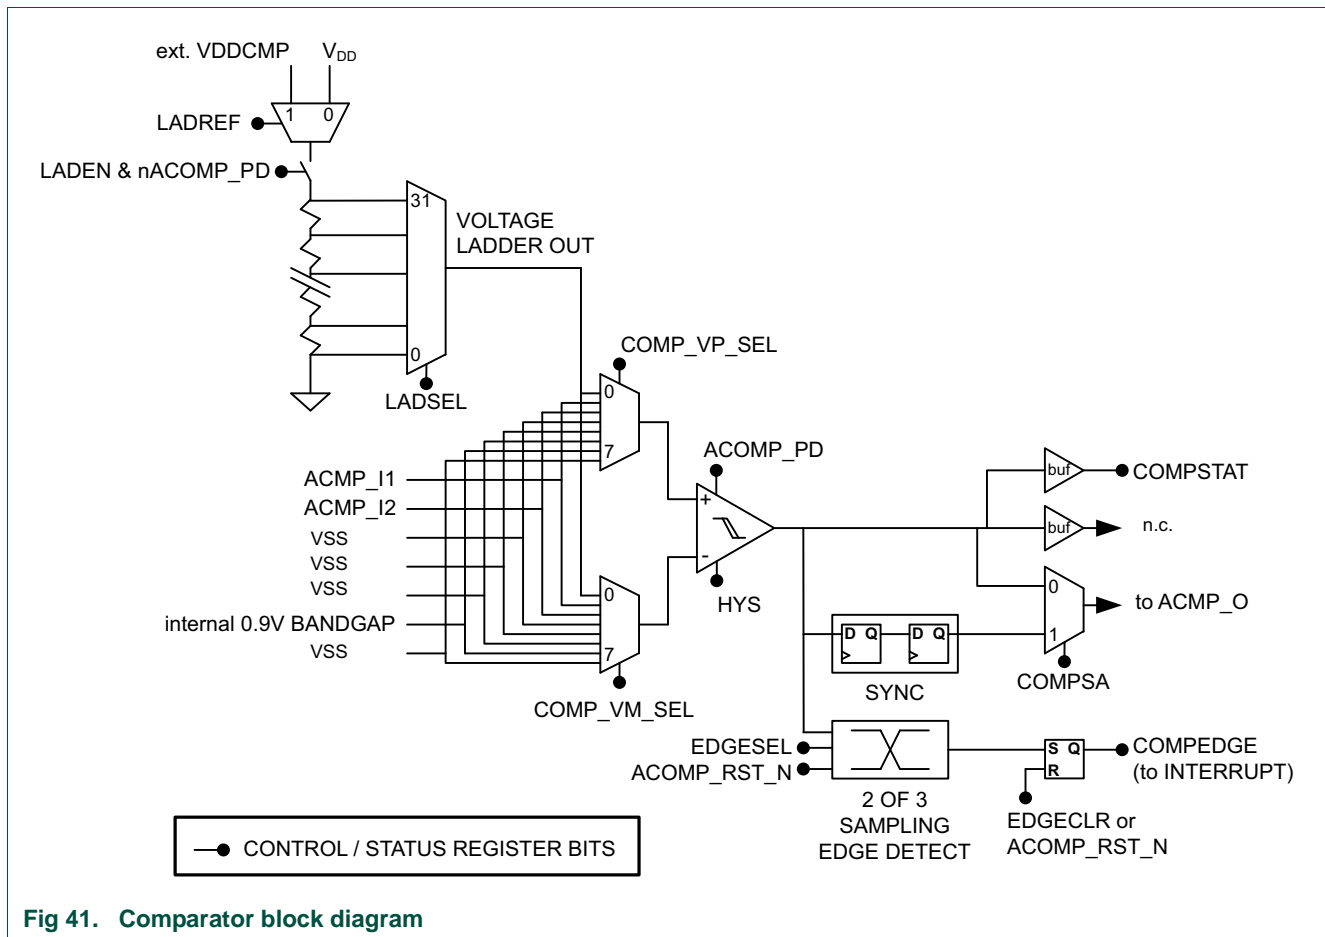 ext. VDDCMP
VDD
1
0
LADREF
LADEN & nACOMP_PD
31
VOLTAGE
LADDER OUT
0
LADSEL
COMP_VP_SEL
0
7
ACMP_I1
ACMP_I2
VSS
VSS
VSS
internal 0.9V BANDGAP
VSS
0
7
COMP_VM_SEL
ACOMP_PD
+
-
HYS
buf
COMPSTAT
buf
n.c.
0
to ACMP_O
1
COMPSA
D Q
D Q
SYNC
EDGESEL
ACOMP_RST_N
2 OF 3
SAMPLING
EDGE DETECT
S Q
R
COMPEDGE
(to INTERRUPT)
EDGECLR or
ACOMP_RST_N
CONTROL / STATUS REGISTER BITS
Fig 41. Comparator block diagram